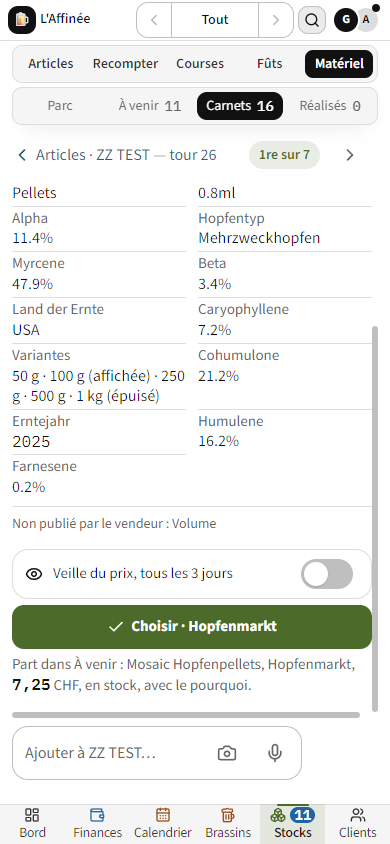 L'Affinée
Tout
G
A
Articles
Recompter
Courses
Fûts
Matériel
Parc
À venir 11
Carnets 16
Réalisés 0
Articles · ZZ TEST — tour 26
1re sur 7
Pellets
0.8ml
Alpha
11.4%
Hopfentyp
Mehrzweckhopfen
Myrcene
47.9%
Beta
3.4%
Land der Ernte
USA
Caryophyllene
7.2%
Variantes
50 g · 100 g (affichée) · 250
g · 500 g · 1 kg (épuisé)
Cohumulone
21.2%
Erntejahr
2025
Humulene
16.2%
Farnesene
0.2%
Non publié par le vendeur : Volume
Veille du prix, tous les 3 jours
Choisir · Hopfenmarkt
Part dans À venir : Mosaic Hopfenpellets, Hopfenmarkt,
7,25 CHF, en stock, avec le pourquoi.
Ajouter à ZZ TEST…
11
Bord
Finances
Calendrier
Brassins
Stocks
Clients